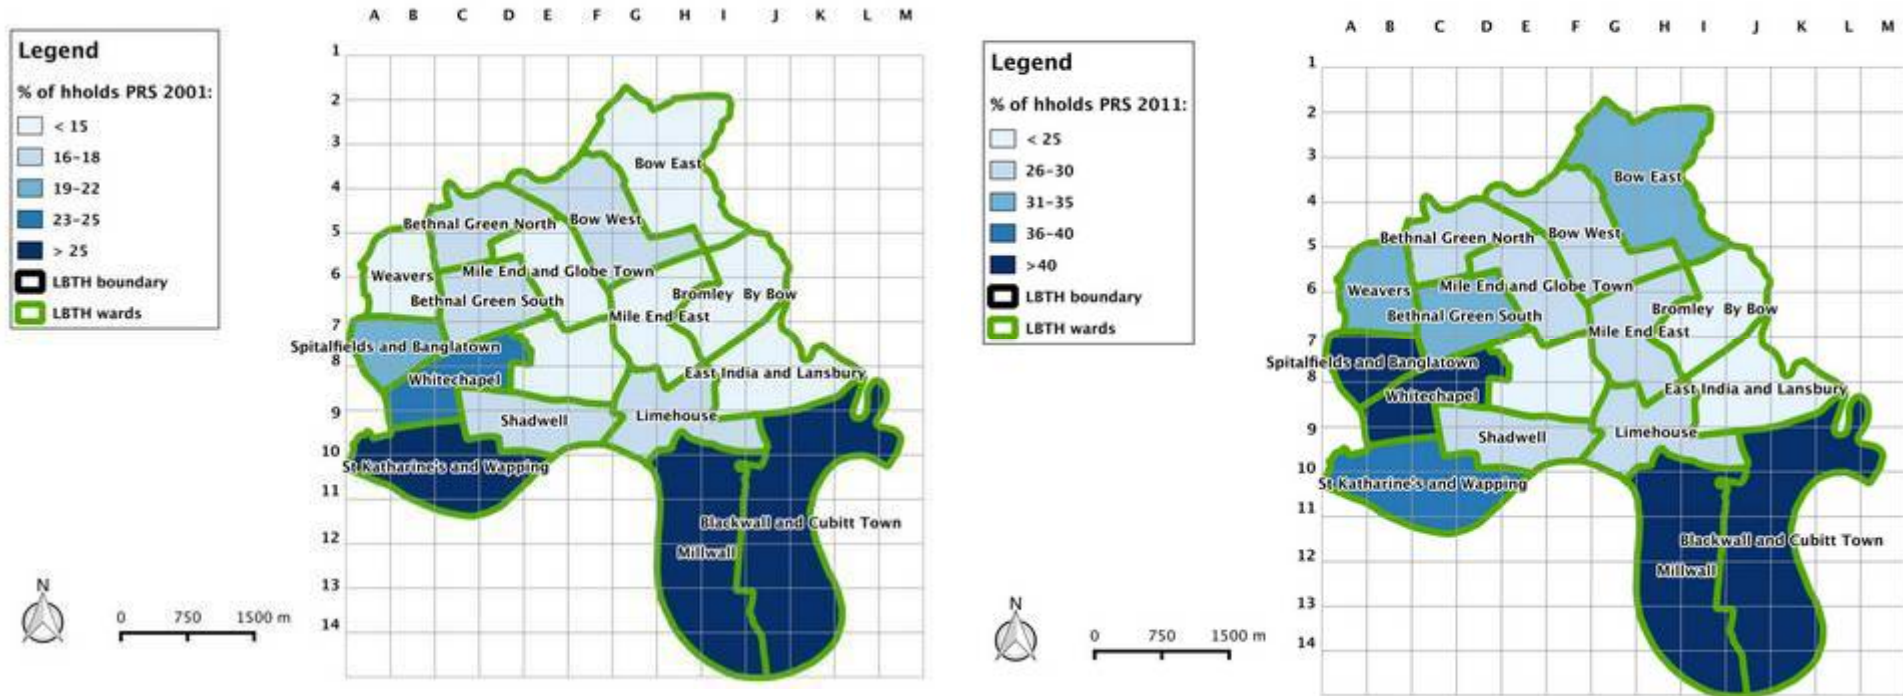 A B C D E F G H I J K L M
Legend
% of hholds PRS 2001:
< 15
16-18
19-22
23-25
> 25
LBTH boundary
LBTH wards
1
2
3
4
5
6
7
8
9
10
11
12
13
14
Bow East
Bow West
Bethnal Green North
Weavers
Mile End and Globe Town
Bethnal Green South
Bromley By Bow
Mile End East
Spitalfields and Banglatown
Whitechapel
East India and Lansbury
Shadwell
Limehouse
St Katharine's and Wapping
Blackwall and Cubitt Town
Millwall
N
0 750 1500 m
A B C D E F G H I J K L M
Legend
% of hholds PRS 2011:
< 25
26-30
31-35
36-40
>40
LBTH boundary
LBTH wards
1
2
3
4
5
6
7
8
9
10
11
12
13
14
Bow East
Bow West
Bethnal Green North
Weavers
Mile End and Globe Town
Bethnal Green South
Bromley By Bow
Mile End East
Spitalfields and Banglatown
Whitechapel
East India and Lansbury
Shadwell
Limehouse
St Katharine's and Wapping
Blackwall and Cubitt Town
Millwall
N
0 750 1500 m